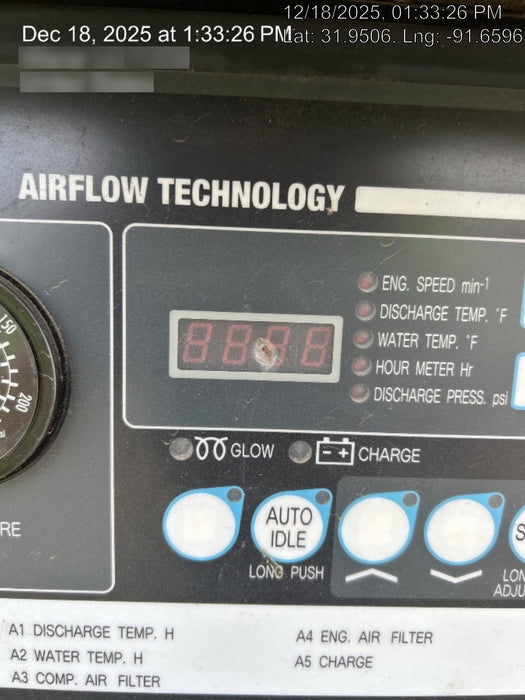 12/18/2025, 01:33:26 PM
Dec 18, 2025 at 1:33:26 PM
Lat: 31.9506, Lng: -91.6596
AIRFLOW TECHNOLOGY
150
200
ENG. SPEED min-1
DISCHARGE TEMP. °F
WATER TEMP. °F
HOUR METER Hr
DISCHARGE PRESS. psi
GLOW
- +
CHARGE
AUTO
IDLE
LONG PUSH
RE
S
LON
ADJU
A1 DISCHARGE TEMP. H
A4 ENG. AIR FILTER
A2 WATER TEMP. H
A5 CHARGE
A3 COMP. AIR FILTER